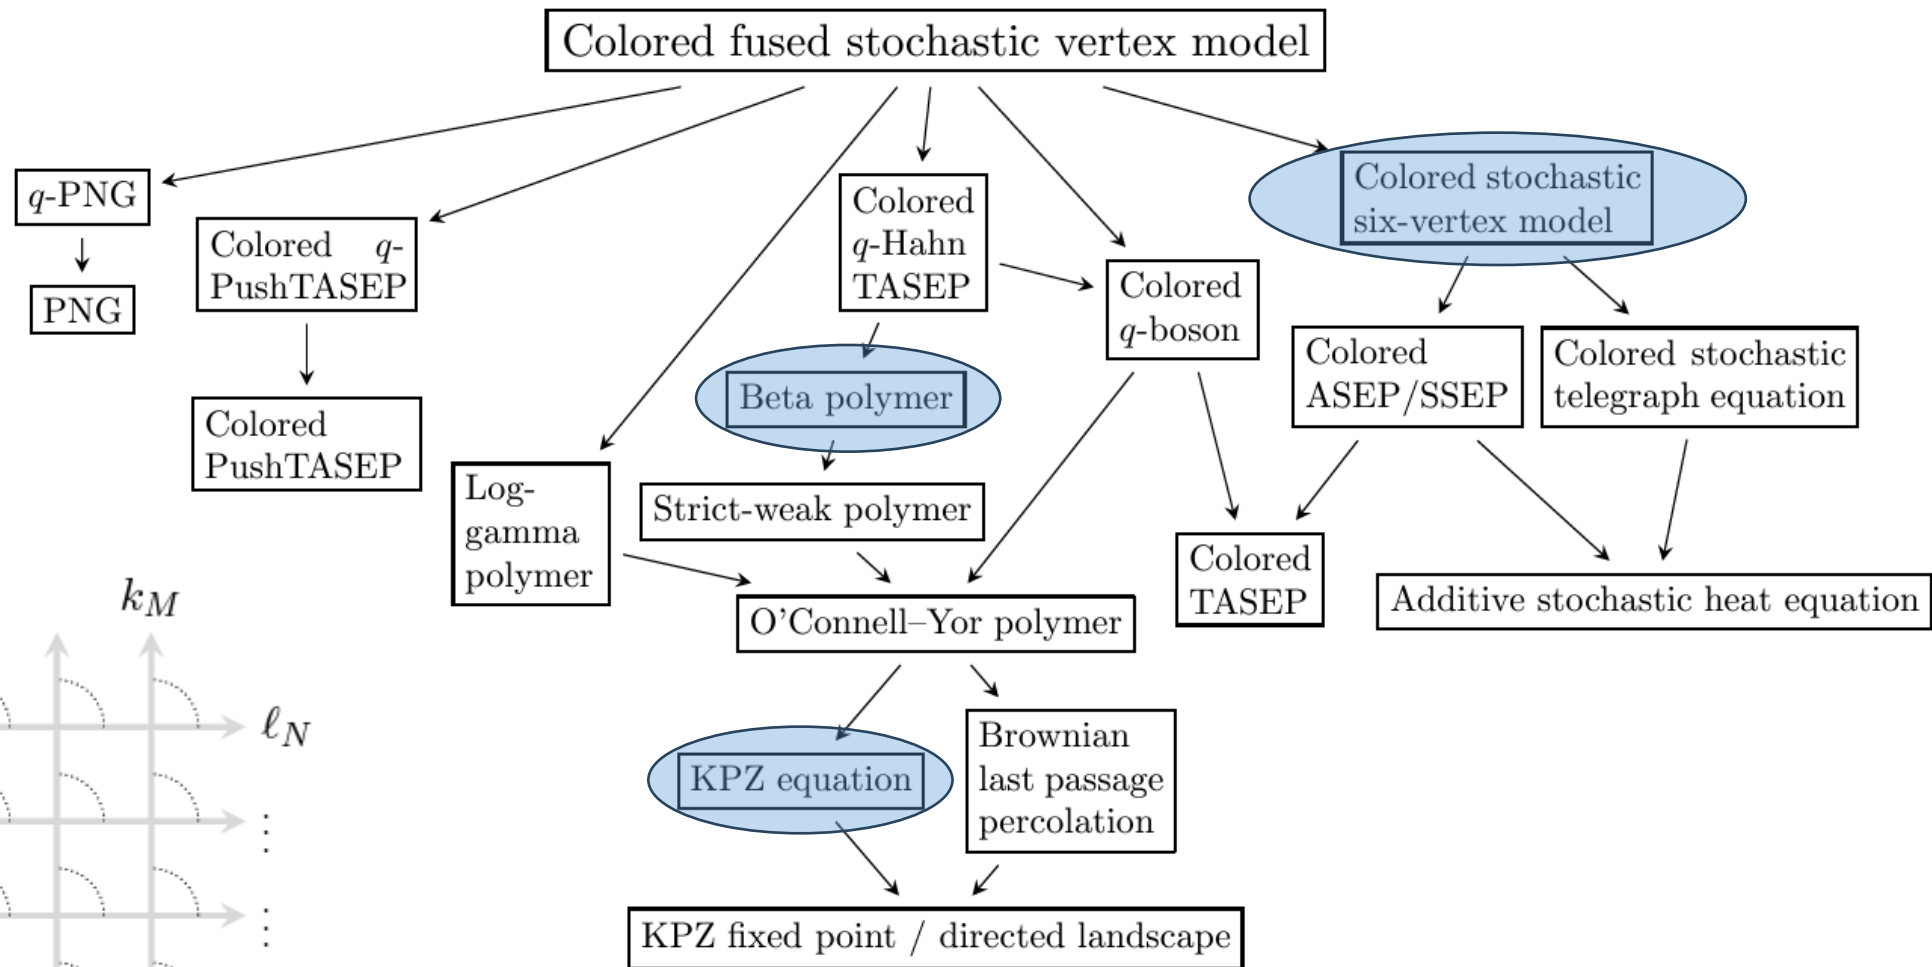 Colored fused stochastic vertex model
q-PNG
PNG
Colored q-
PushTASEP
Colored
PushTASEP
Colored
q-Hahn
TASEP
Colored
q-boson
Colored stochastic
six-vertex model
Beta polymer
Colored
ASEP/SSEP
Colored stochastic
telegraph equation
Log-
gamma
polymer
Strict-weak polymer
Colored
TASEP
Additive stochastic heat equation
O'Connell–Yor polymer
KPZ equation
Brownian
last passage
percolation
KPZ fixed point / directed landscape
k_M
ℓ_N
⋮
⋮